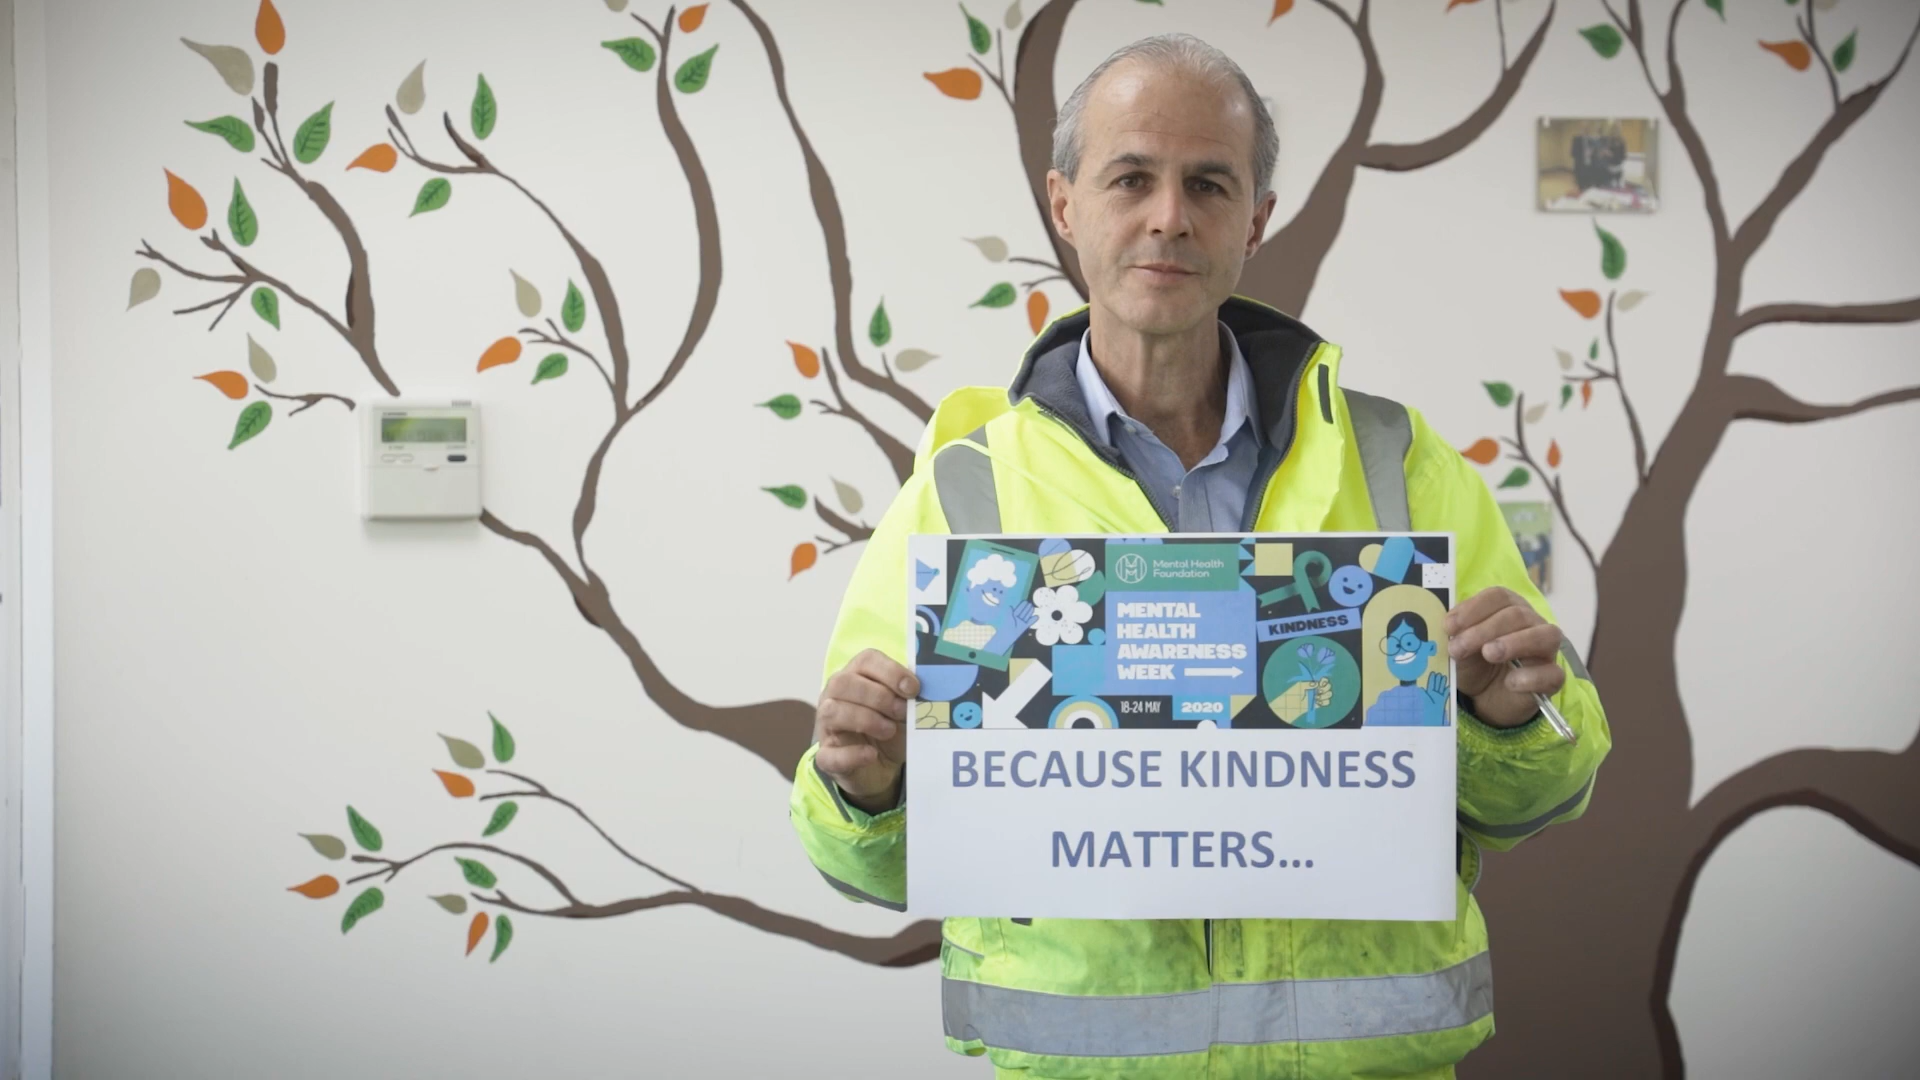 Mental Health
Foundation
MENTAL
HEALTH
AWARENESS
WEEK
KINDNESS
18-24 MAY 2020
BECAUSE KINDNESS
MATTERS...